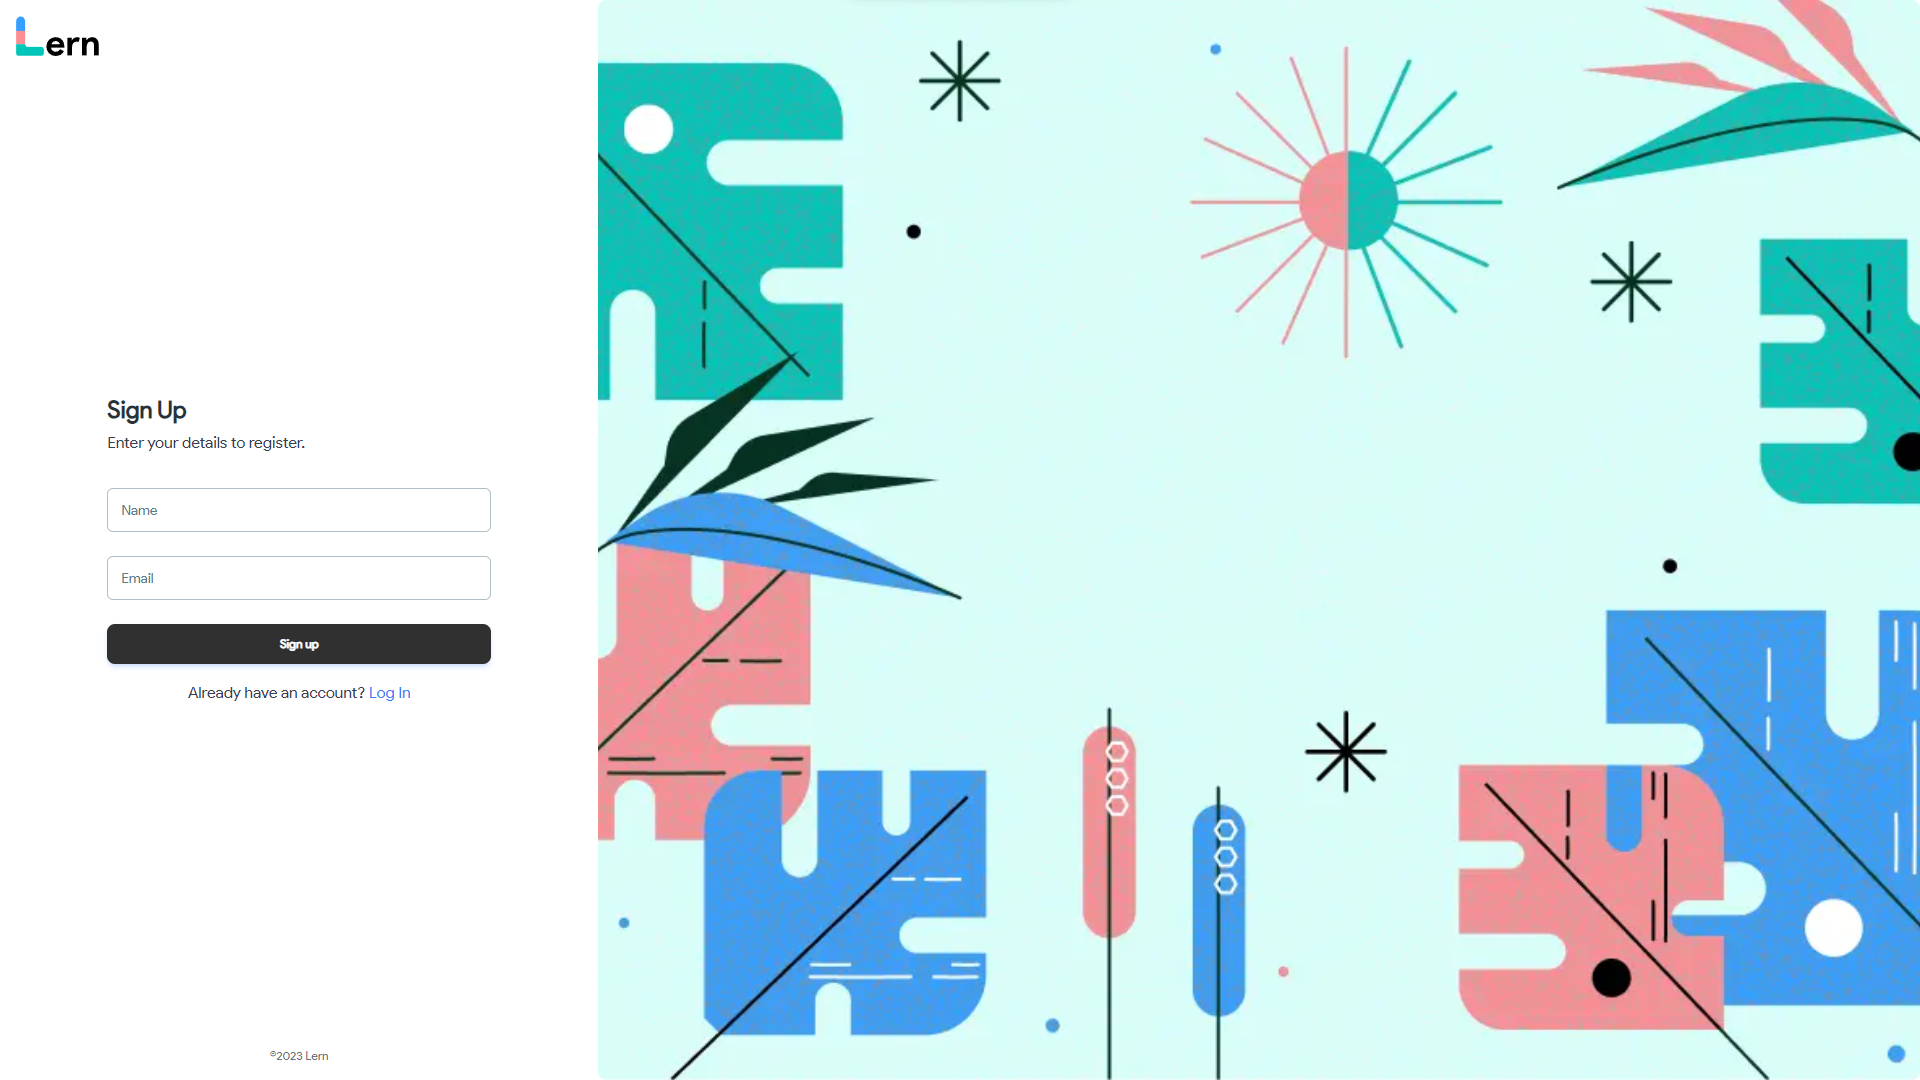 Lern
Sign Up
Enter your details to register.
Name
Email
Sign up
Already have an account? Log In
©2023 Lern